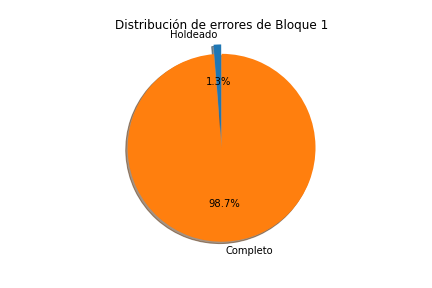 Distribución de errores de Bloque 1
Holdeado
1.3%
98.7%
Completo